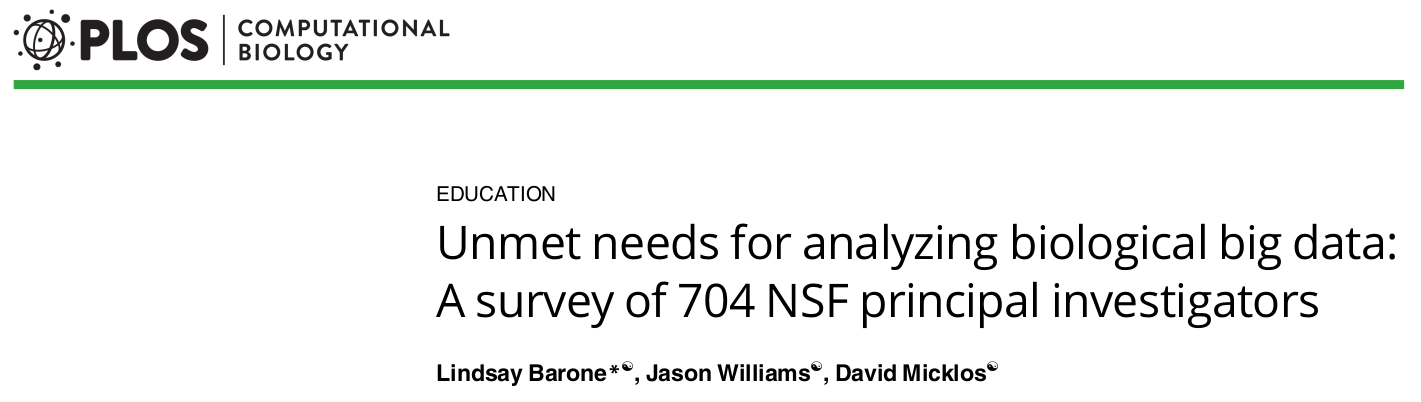 PLOS | COMPUTATIONAL
BIOLOGY
EDUCATION
Unmet needs for analyzing biological big data:
A survey of 704 NSF principal investigators
Lindsay Barone*☯, Jason Williams☯, David Micklos☯